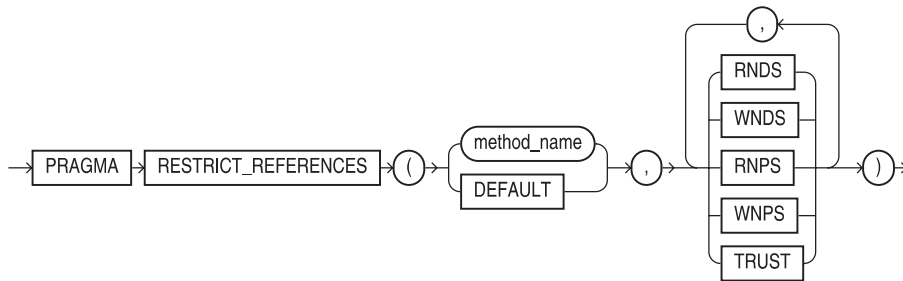 ,
RNDS
WNDS
method_name
PRAGMA RESTRICT_REFERENCES ( , RNPS )
DEFAULT
WNPS
TRUST